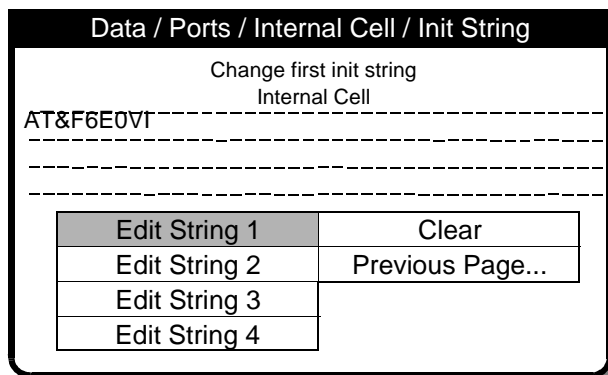 Data / Ports / Internal Cell / Init String
Change first init string
Internal Cell
AT&F6E0VI
Edit String 1 Clear
Edit String 2 Previous Page...
Edit String 3
Edit String 4